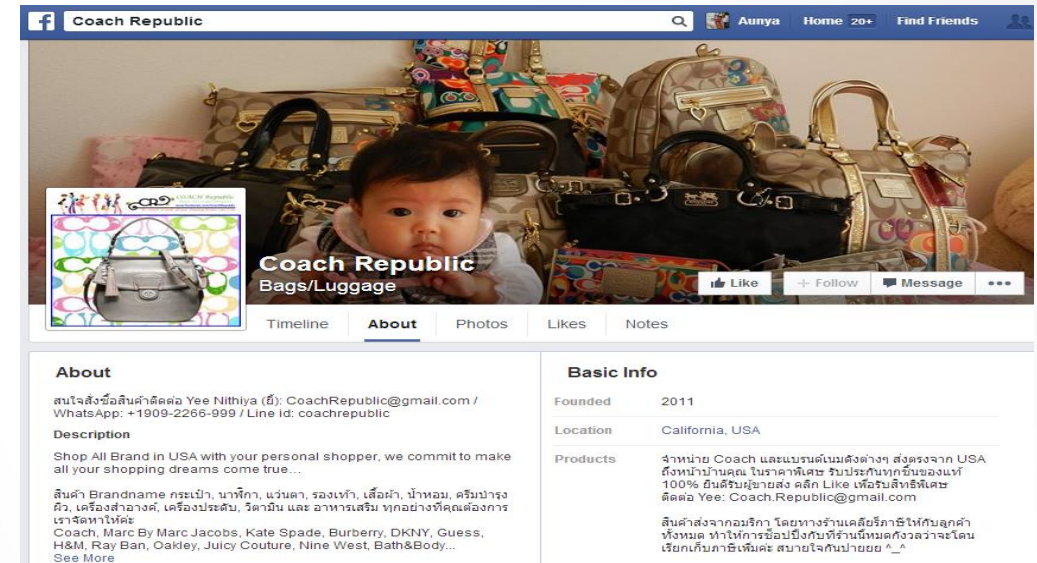 Coach Republic
Aunya Home 20+ Find Friends
COACH Republic
Coach Republic
Bags/Luggage
Like
Follow
Message
Timeline About Photos Likes Notes
About
สนใจสั่งซื้อสินค้าติดต่อ Yee Nithiya (ยี้): CoachRepublic@gmail.com /
WhatsApp: +1909-2266-999 / Line id: coachrepublic
Description
Shop All Brand in USA with your personal shopper, we commit to make
all your shopping dreams come true...
สินค้า Brandname กระเป๋า, นาฬิกา, แว่นตา, รองเท้า, เสื้อผ้า, น้ำหอม, ครีมบำรุง
ผิว, เครื่องสำอางค์, เครื่องประดับ, วิตามิน และ อาหารเสริม ทุกอย่างที่คุณต้องการ
เราจัดหาให้ค่ะ
Coach, Marc By Marc Jacobs, Kate Spade, Burberry, DKNY, Guess,
H&M, Ray Ban, Oakley, Juicy Couture, Nine West, Bath&Body...
See More
Basic Info
Founded 2011
Location California, USA
Products จำหน่าย Coach และแบรนด์เนมดังต่างๆ ส่งตรงจาก USA
ถึงหน้าบ้านคุณ ในราคาพิเศษ รับประกันทุกชิ้นของแท้
100% ยินดีรับผู้ขายส่ง คลิก Like เพื่อรับสิทธิพิเศษ
ติดต่อ Yee: Coach.Republic@gmail.com
สินค้าส่งจากอเมริกา โดยทางร้านเคลียร์ภาษีให้กับลูกค้า
ทั้งหมด ทำให้การช็อปปิ้งกับที่ร้านนี้หมดกังวลว่าจะโดน
เรียกเก็บภาษีเพิ่มค่ะ สบายใจกันปายยย ^_^